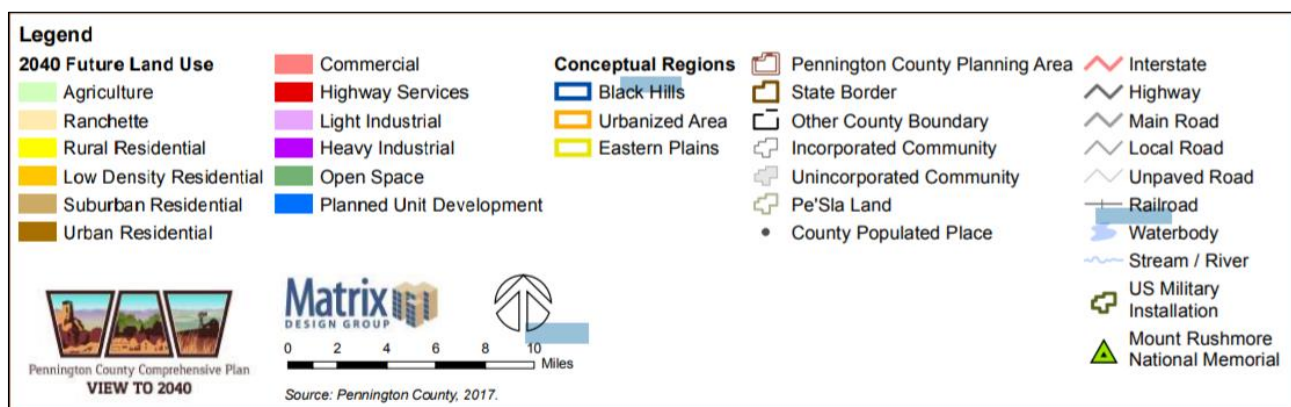 Legend
2040 Future Land Use
Agriculture
Ranchette
Rural Residential
Low Density Residential
Suburban Residential
Urban Residential
Commercial
Highway Services
Light Industrial
Heavy Industrial
Open Space
Planned Unit Development
Conceptual Regions
Black Hills
Urbanized Area
Eastern Plains
Pennington County Planning Area
State Border
Other County Boundary
Incorporated Community
Unincorporated Community
Pe'Sla Land
County Populated Place
Interstate
Highway
Main Road
Local Road
Unpaved Road
Railroad
Waterbody
Stream / River
US Military
Installation
Mount Rushmore
National Memorial
Pennington County Comprehensive Plan
VIEW TO 2040
Matrix
DESIGN GROUP
0 2 4 6 8 10
Miles
Source: Pennington County, 2017.